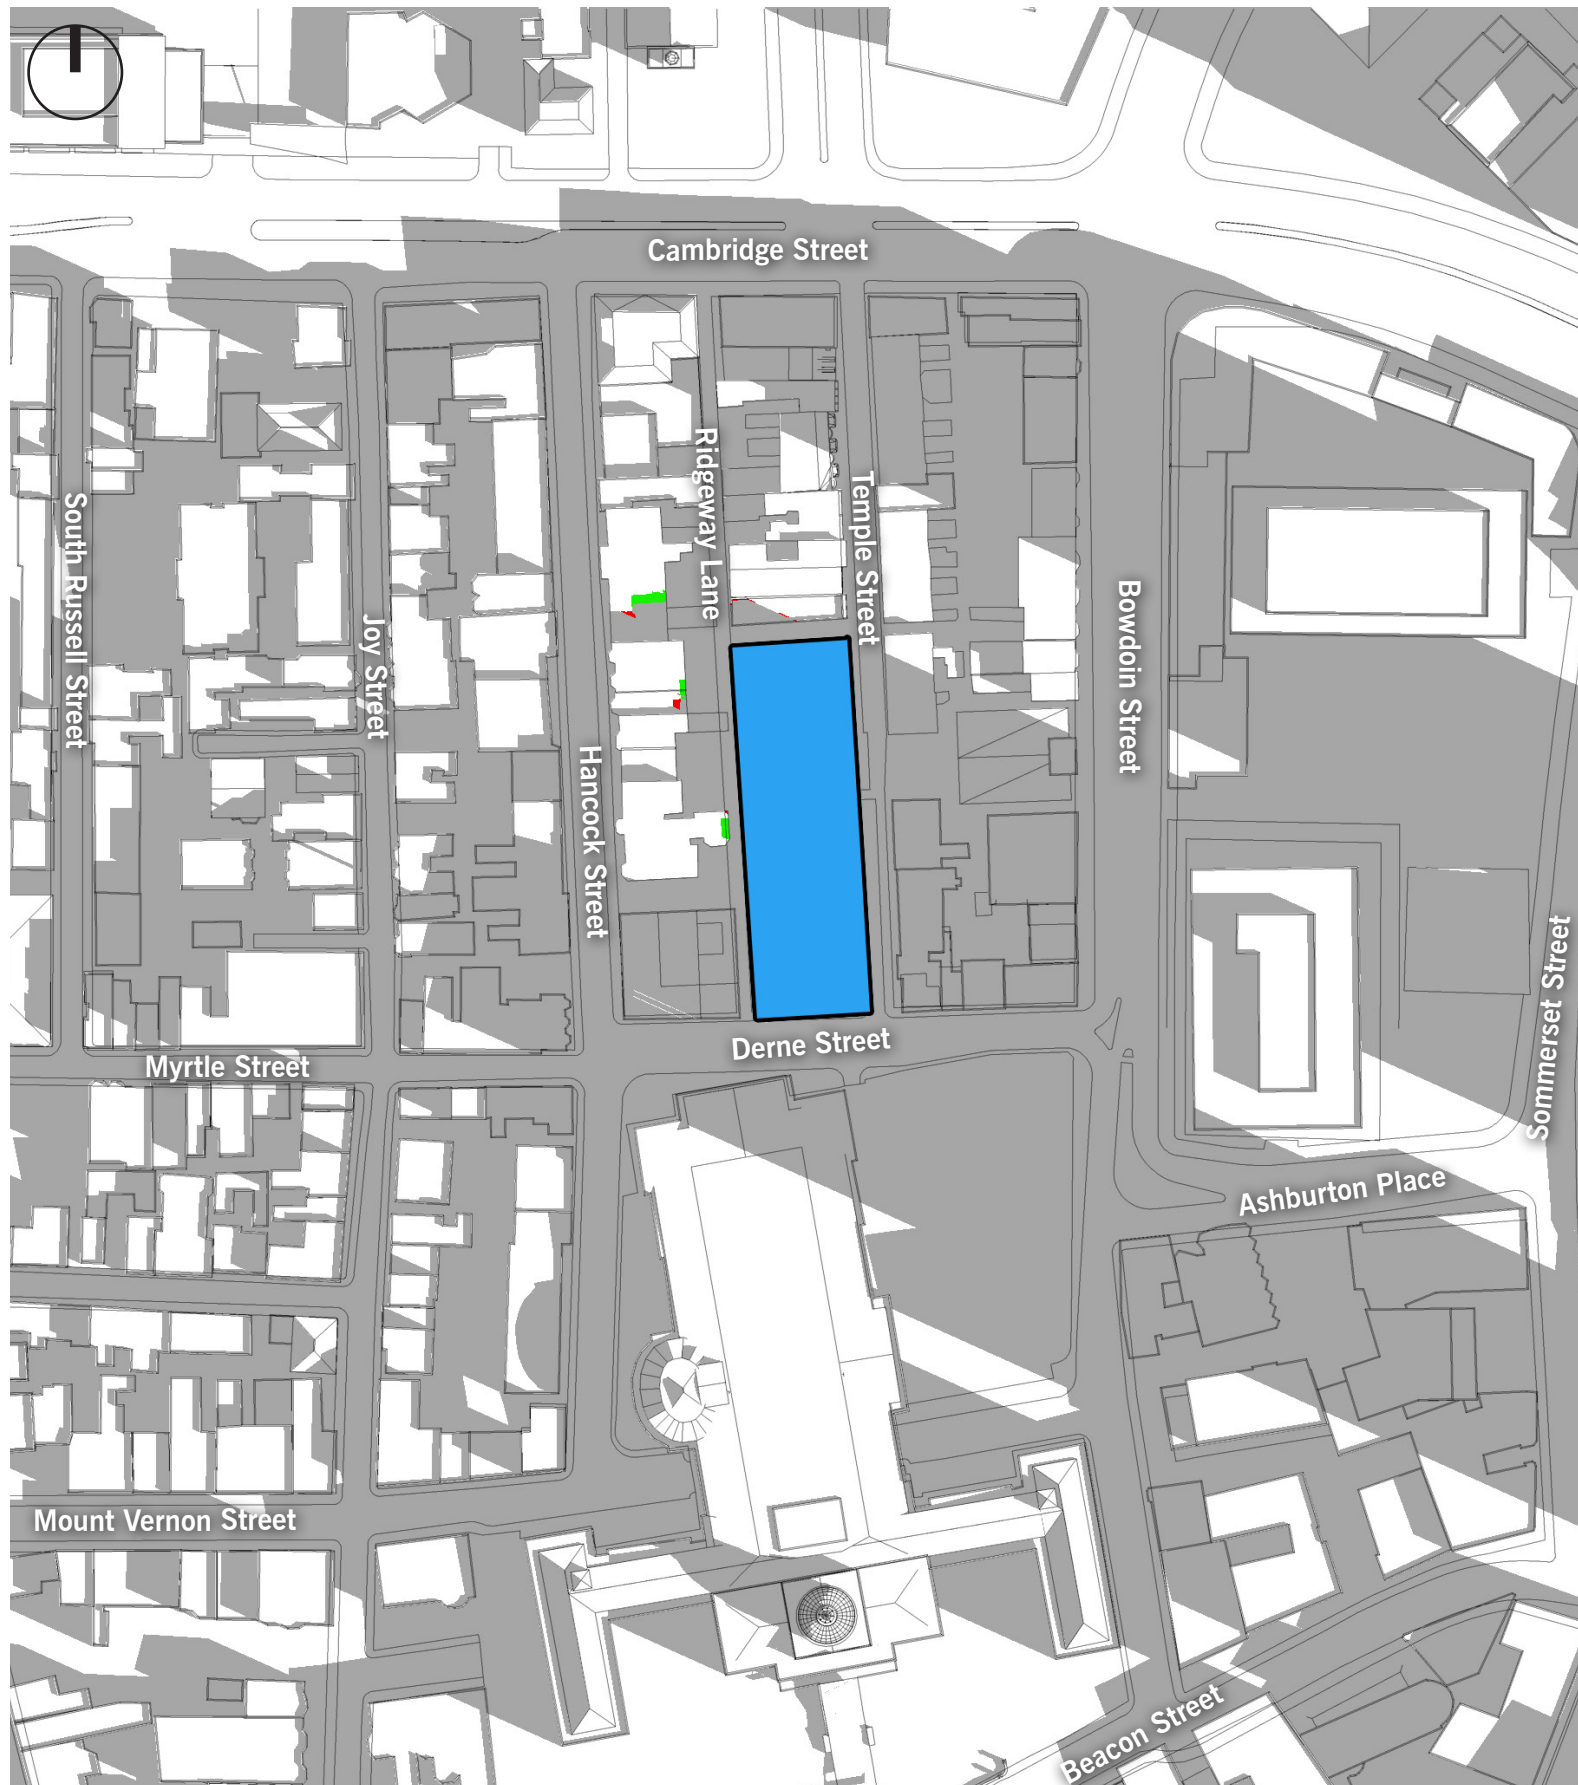 Cambridge Street
Ridgeway Lane
Temple Street
South Russell Street
Bowdoin Street
Joy Street
Hancock Street
Sommerset Street
Derne Street
Myrtle Street
Ashburton Place
Mount Vernon Street
Beacon Street